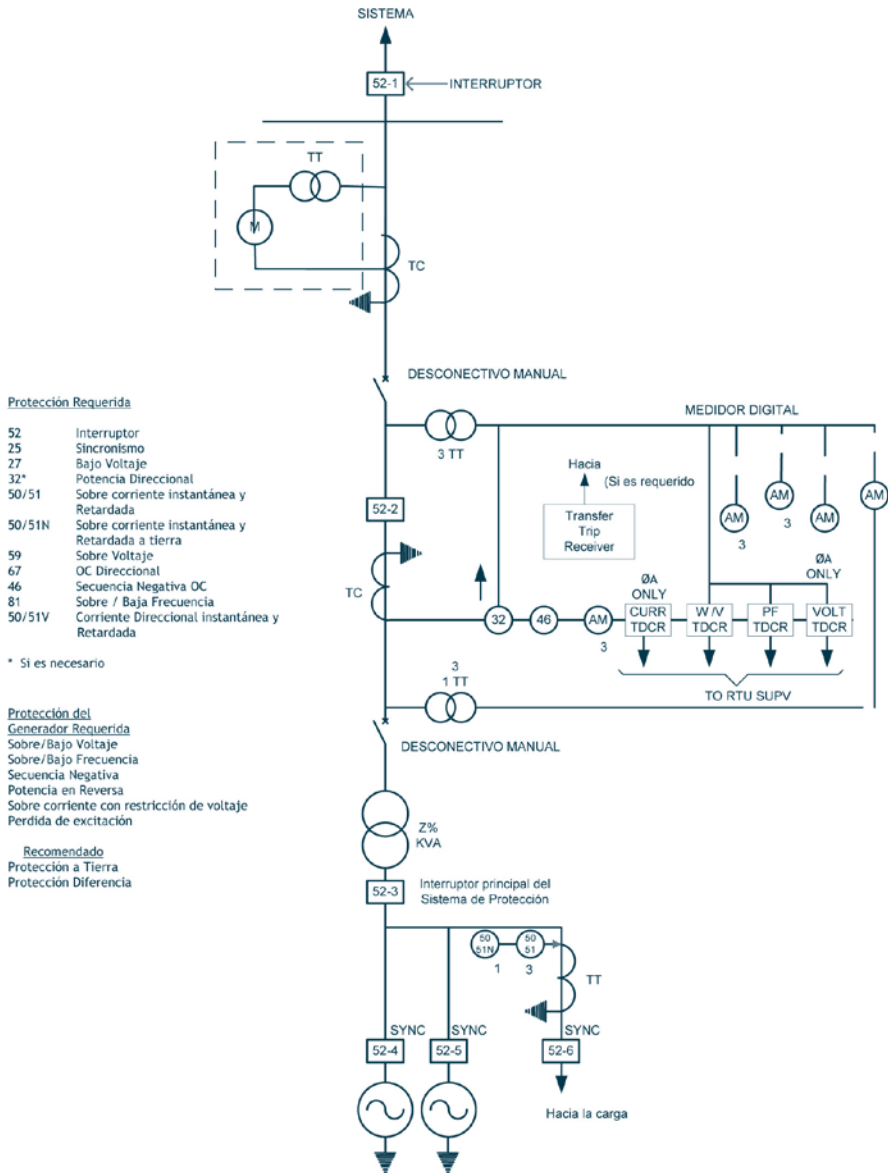 SISTEMA
52-1
INTERRUPTOR
TT
M
TC
DESCONECTIVO MANUAL
Protección Requerida
52 Interruptor
25 Sincronismo
27 Bajo Voltaje
32* Potencia Direccional
50/51 Sobre corriente instantánea y
Retardada
50/51N Sobre corriente instantánea y
Retardada a tierra
59 Sobre Voltaje
67 OC Direccional
46 Secuencia Negativa OC
81 Sobre / Baja Frecuencia
50/51V Corriente Direccional instantánea y
Retardada
* Si es necesario
Protección del
Generador Requerida
Sobre/Bajo Voltaje
Sobre/Bajo Frecuencia
Secuencia Negativa
Potencia en Reversa
Sobre corriente con restricción de voltaje
Perdida de excitación
Recomendado
Protección a Tierra
Protección Diferencia
MEDIDOR DIGITAL
3 TT
Hacia
(Si es requerido
Transfer
Trip
Receiver
AM
3
AM
3
AM
AM
52-2
TC
32
46
AM
3
ØA
ONLY
CURR
TDCR
W/V
TDCR
PF
TDCR
ØA
ONLY
VOLT
TDCR
TO RTU SUPV
3
1 TT
DESCONECTIVO MANUAL
Z%
KVA
52-3
Interruptor principal del
Sistema de Protección
50
51N
1
50
51
3
TT
SYNC
52-4
SYNC
52-5
SYNC
52-6
Hacia la carga